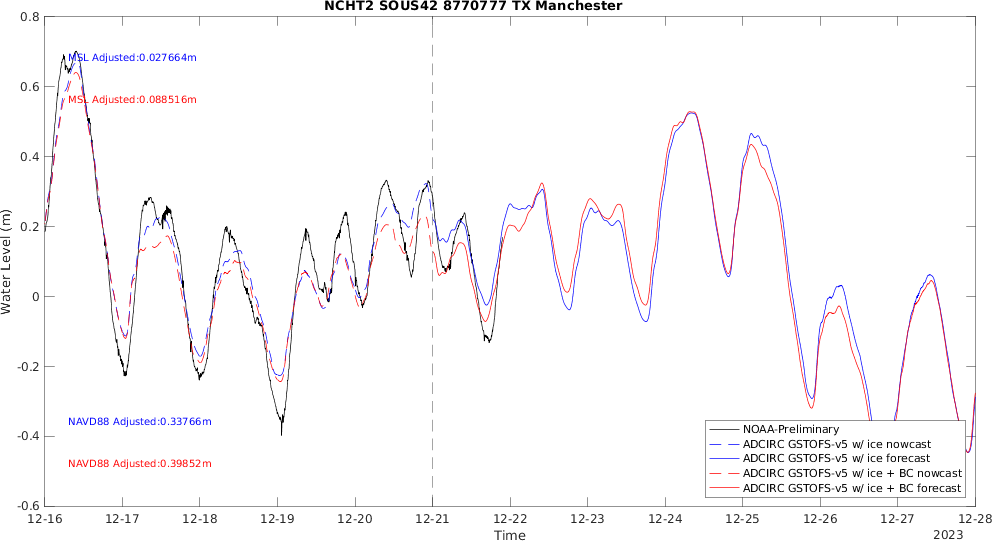 NCHT2 SOUS42 8770777 TX Manchester
0.8
0.6
0.4
0.2
0
-0.2
-0.4
-0.6
Water Level (m)
MSL Adjusted:0.027664m
MSL Adjusted:0.088516m
NAVD88 Adjusted:0.33766m
NAVD88 Adjusted:0.39852m
NOAA-Preliminary
ADCIRC GSTOFS-v5 w/ ice nowcast
ADCIRC GSTOFS-v5 w/ ice forecast
ADCIRC GSTOFS-v5 w/ ice + BC nowcast
ADCIRC GSTOFS-v5 w/ ice + BC forecast
12-16 12-17 12-18 12-19 12-20 12-21 12-22 12-23 12-24 12-25 12-26 12-27 12-28
Time
2023